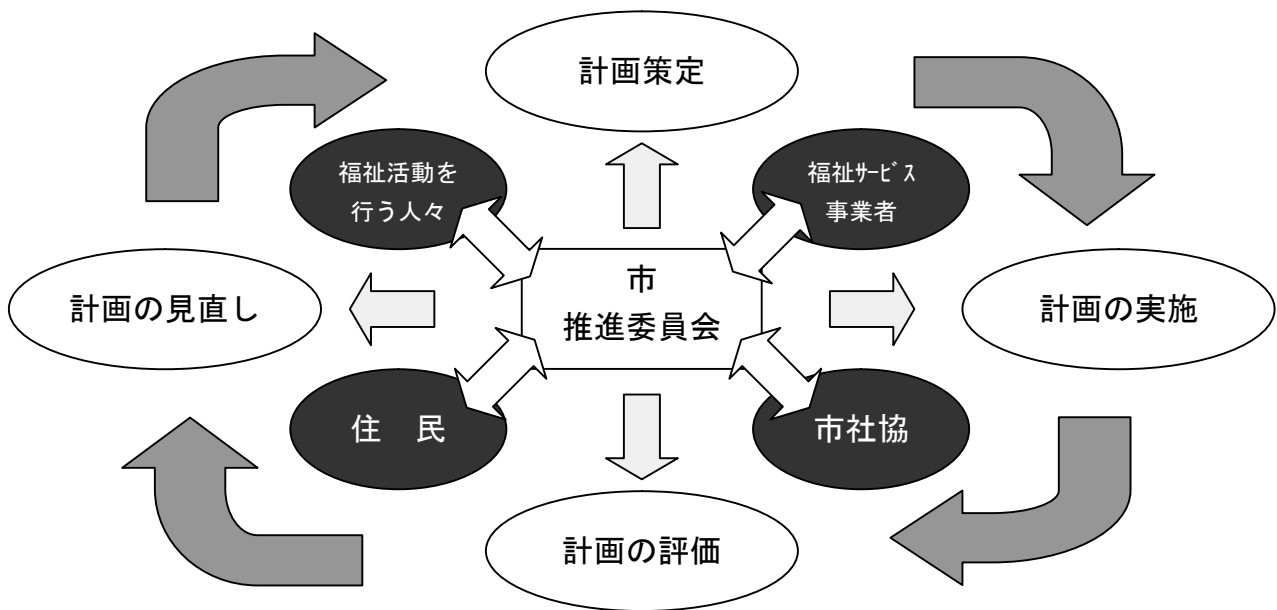 計画策定
福祉活動を
行う人々
福祉ｻｰﾋﾞｽ
事業者
市
推進委員会
計画の見直し
計画の実施
住　民
市社協
計画の評価